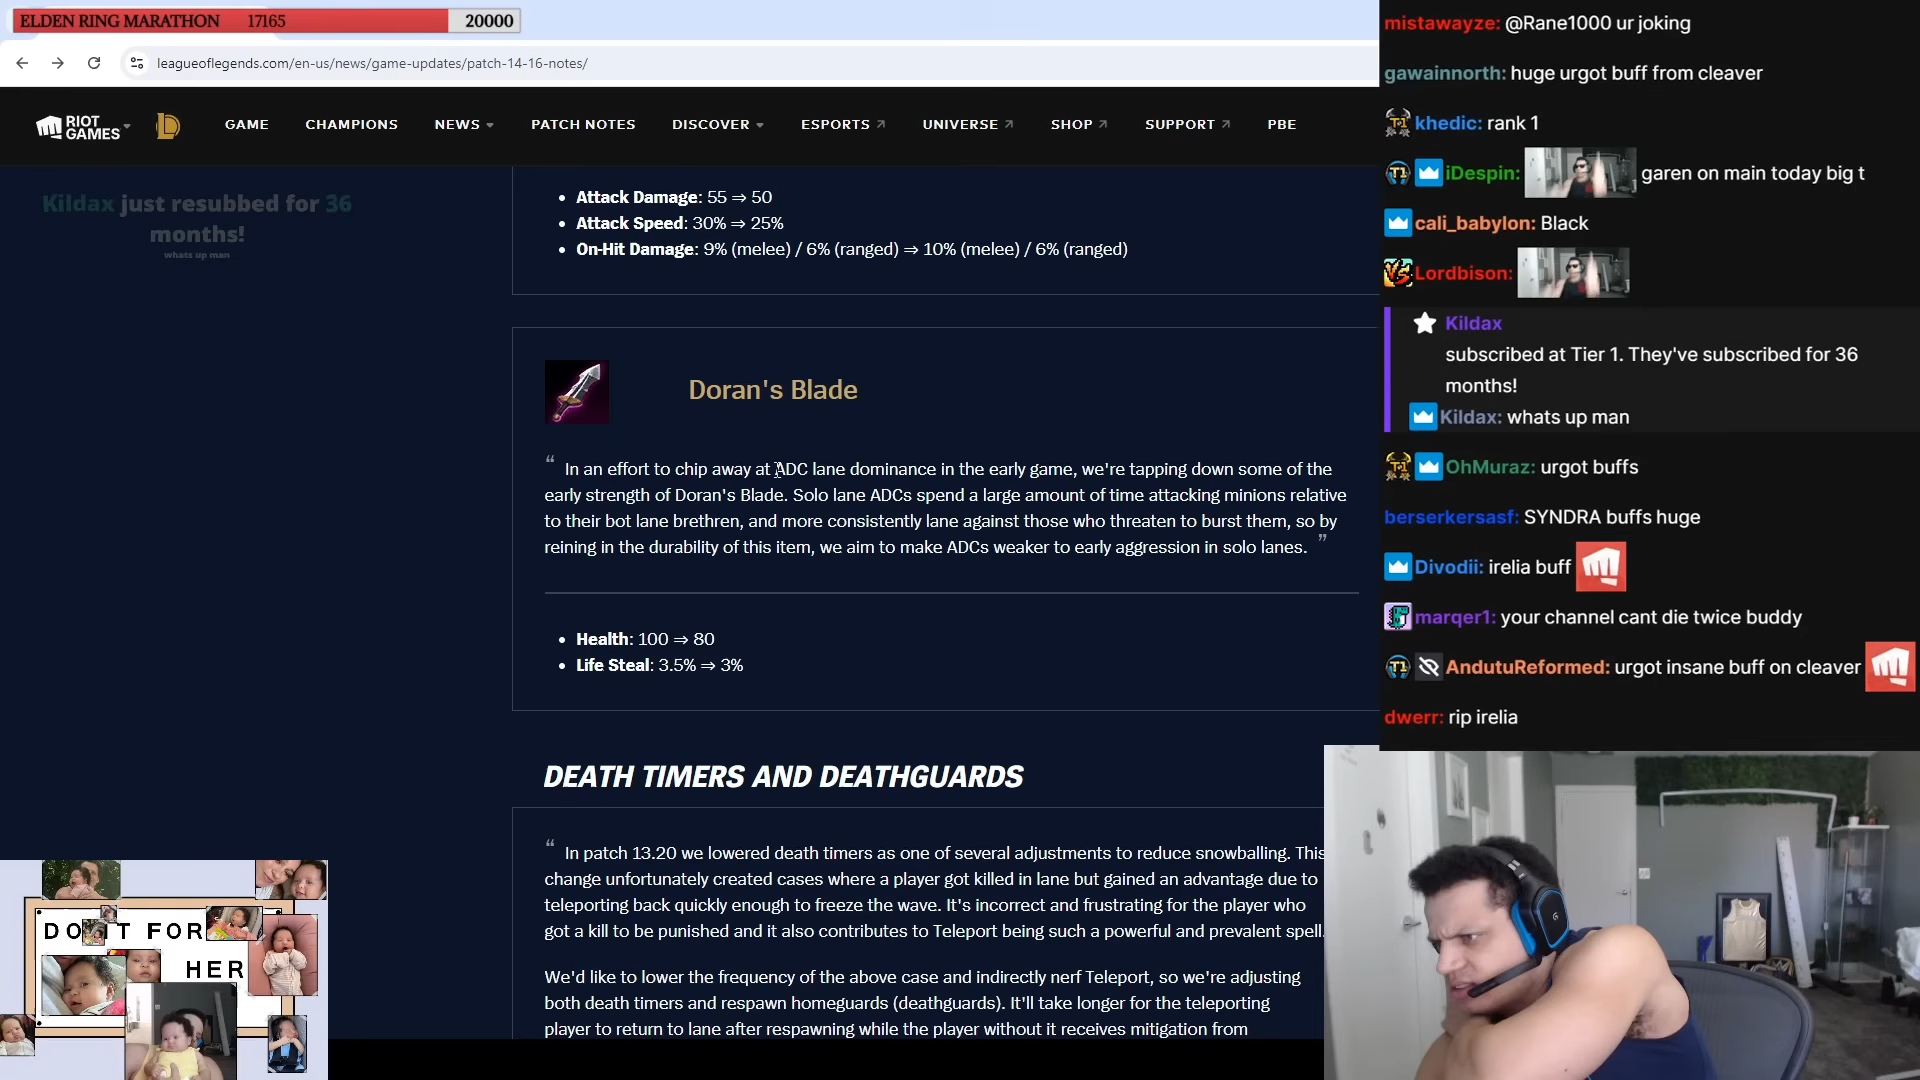 ELDEN RING MARATHON 17165 20000
leagueoflegends.com/en-us/news/game-updates/patch-14-16-notes/
RIOT GAMES
GAME CHAMPIONS NEWS PATCH NOTES DISCOVER ESPORTS UNIVERSE SHOP SUPPORT PBE
Kildax just resubbed for 36
months!
whats up man
• Attack Damage: 55 ⇒ 50
• Attack Speed: 30% ⇒ 25%
• On-Hit Damage: 9% (melee) / 6% (ranged) ⇒ 10% (melee) / 6% (ranged)
Doran's Blade
“ In an effort to chip away at ADC lane dominance in the early game, we're tapping down some of the
early strength of Doran's Blade. Solo lane ADCs spend a large amount of time attacking minions relative
to their bot lane brethren, and more consistently lane against those who threaten to burst them, so by
reining in the durability of this item, we aim to make ADCs weaker to early aggression in solo lanes. ”
• Health: 100 ⇒ 80
• Life Steal: 3.5% ⇒ 3%
DEATH TIMERS AND DEATHGUARDS
“ In patch 13.20 we lowered death timers as one of several adjustments to reduce snowballing. This
change unfortunately created cases where a player got killed in lane but gained an advantage due to
teleporting back quickly enough to freeze the wave. It's incorrect and frustrating for the player who
got a kill to be punished and it also contributes to Teleport being such a powerful and prevalent spell.
We'd like to lower the frequency of the above case and indirectly nerf Teleport, so we're adjusting
both death timers and respawn homeguards (deathguards). It'll take longer for the teleporting
player to return to lane after respawning while the player without it receives mitigation from
mistawayze: @Rane1000 ur joking
gawainnorth: huge urgot buff from cleaver
khedic: rank 1
iDespin: garen on main today big t
cali_babylon: Black
Lordbison:
Kildax
subscribed at Tier 1. They've subscribed for 36
months!
Kildax: whats up man
OhMuraz: urgot buffs
berserkersasf: SYNDRA buffs huge
Divodii: irelia buff
marqer1: your channel cant die twice buddy
AndutuReformed: urgot insane buff on cleaver
dwerr: rip irelia
DO T FOR
HER